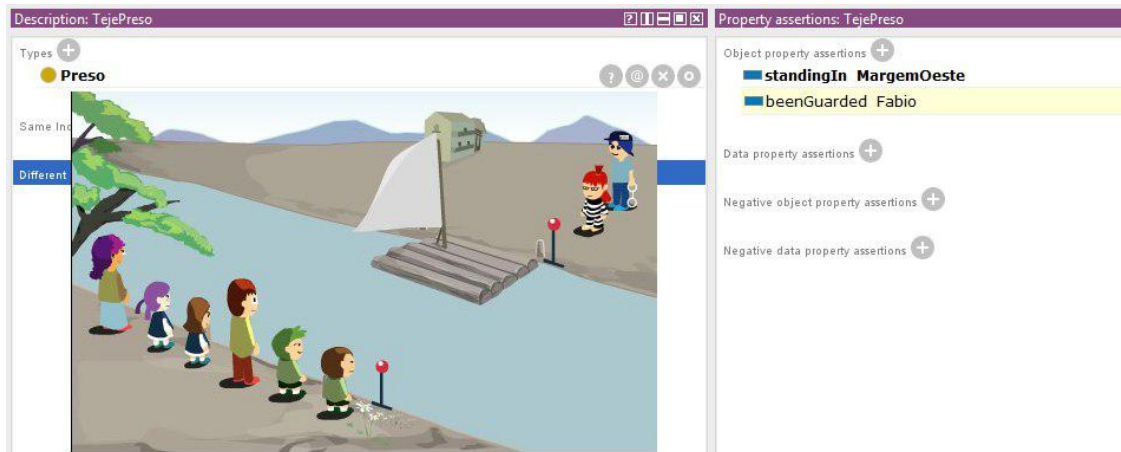 Description: TejePreso
Types
Preso
Same Ind
Different
Property assertions: TejePreso
Object property assertions
standingIn MargemOeste
beenGuarded Fabio
Data property assertions
Negative object property assertions
Negative data property assertions